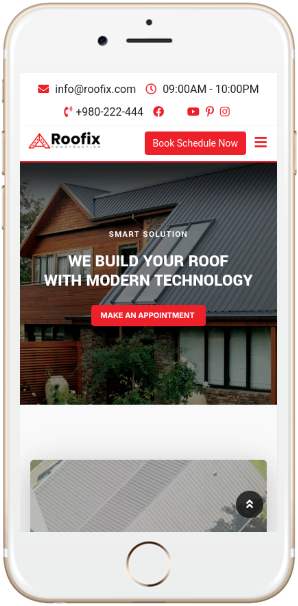 info@roofix.com 09:00AM - 10:00PM
+980-222-444
Roofix
CONSTRUCTION
Book Schedule Now
SMART SOLUTION
WE BUILD YOUR ROOF
WITH MODERN TECHNOLOGY
MAKE AN APPOINTMENT